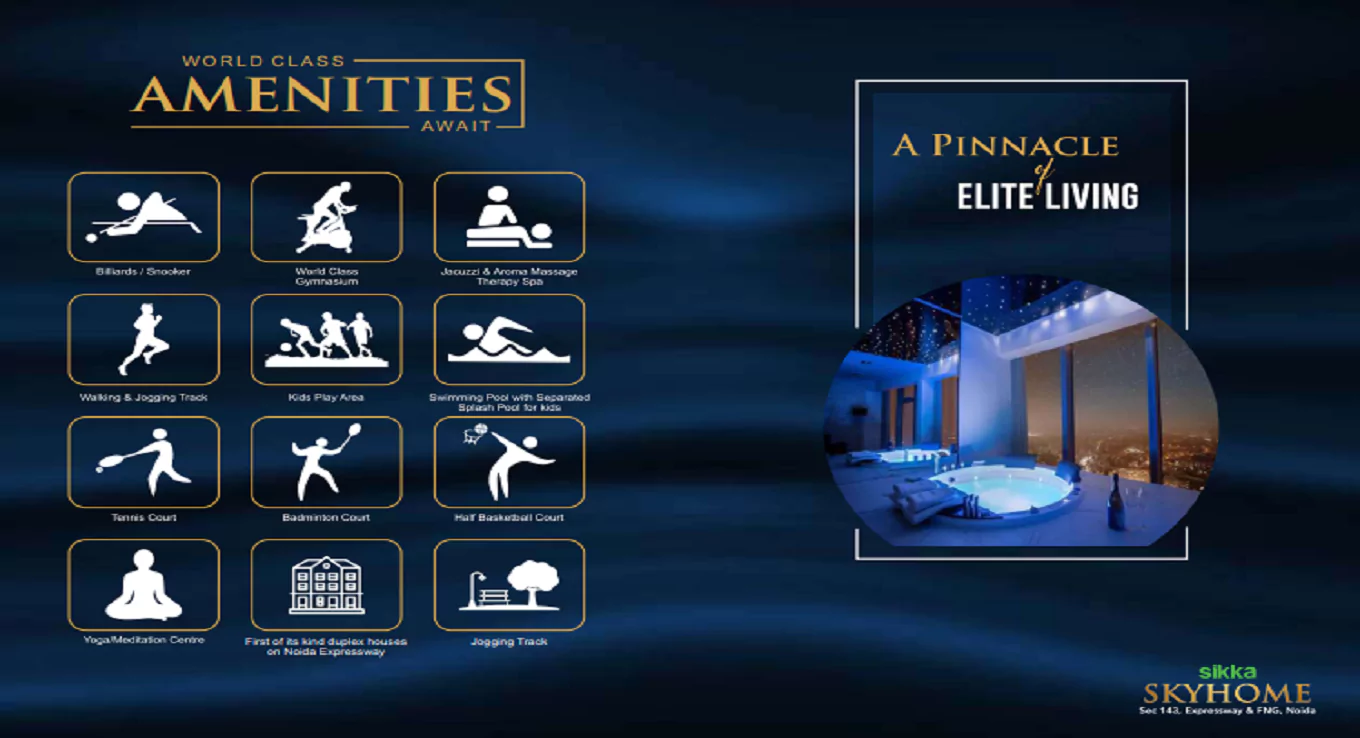 WORLD CLASS
AMENITIES
AWAIT
Billiards / Snooker
World Class
Gymnasium
Jacuzzi & Aroma Massage
Therapy Spa
Walking & Jogging Track
Kids Play Area
Swimming Pool with Separated
Splash Pool for kids
Tennis Court
Badminton Court
Half Basketball Court
Yoga/Meditation Centre
First of its kind duplex houses
on Noida Expressway
Jogging Track
A PINNACLE
of
ELITE LIVING
sikka
SKYHOME
Sec 143, Expressway & FNG, Noida